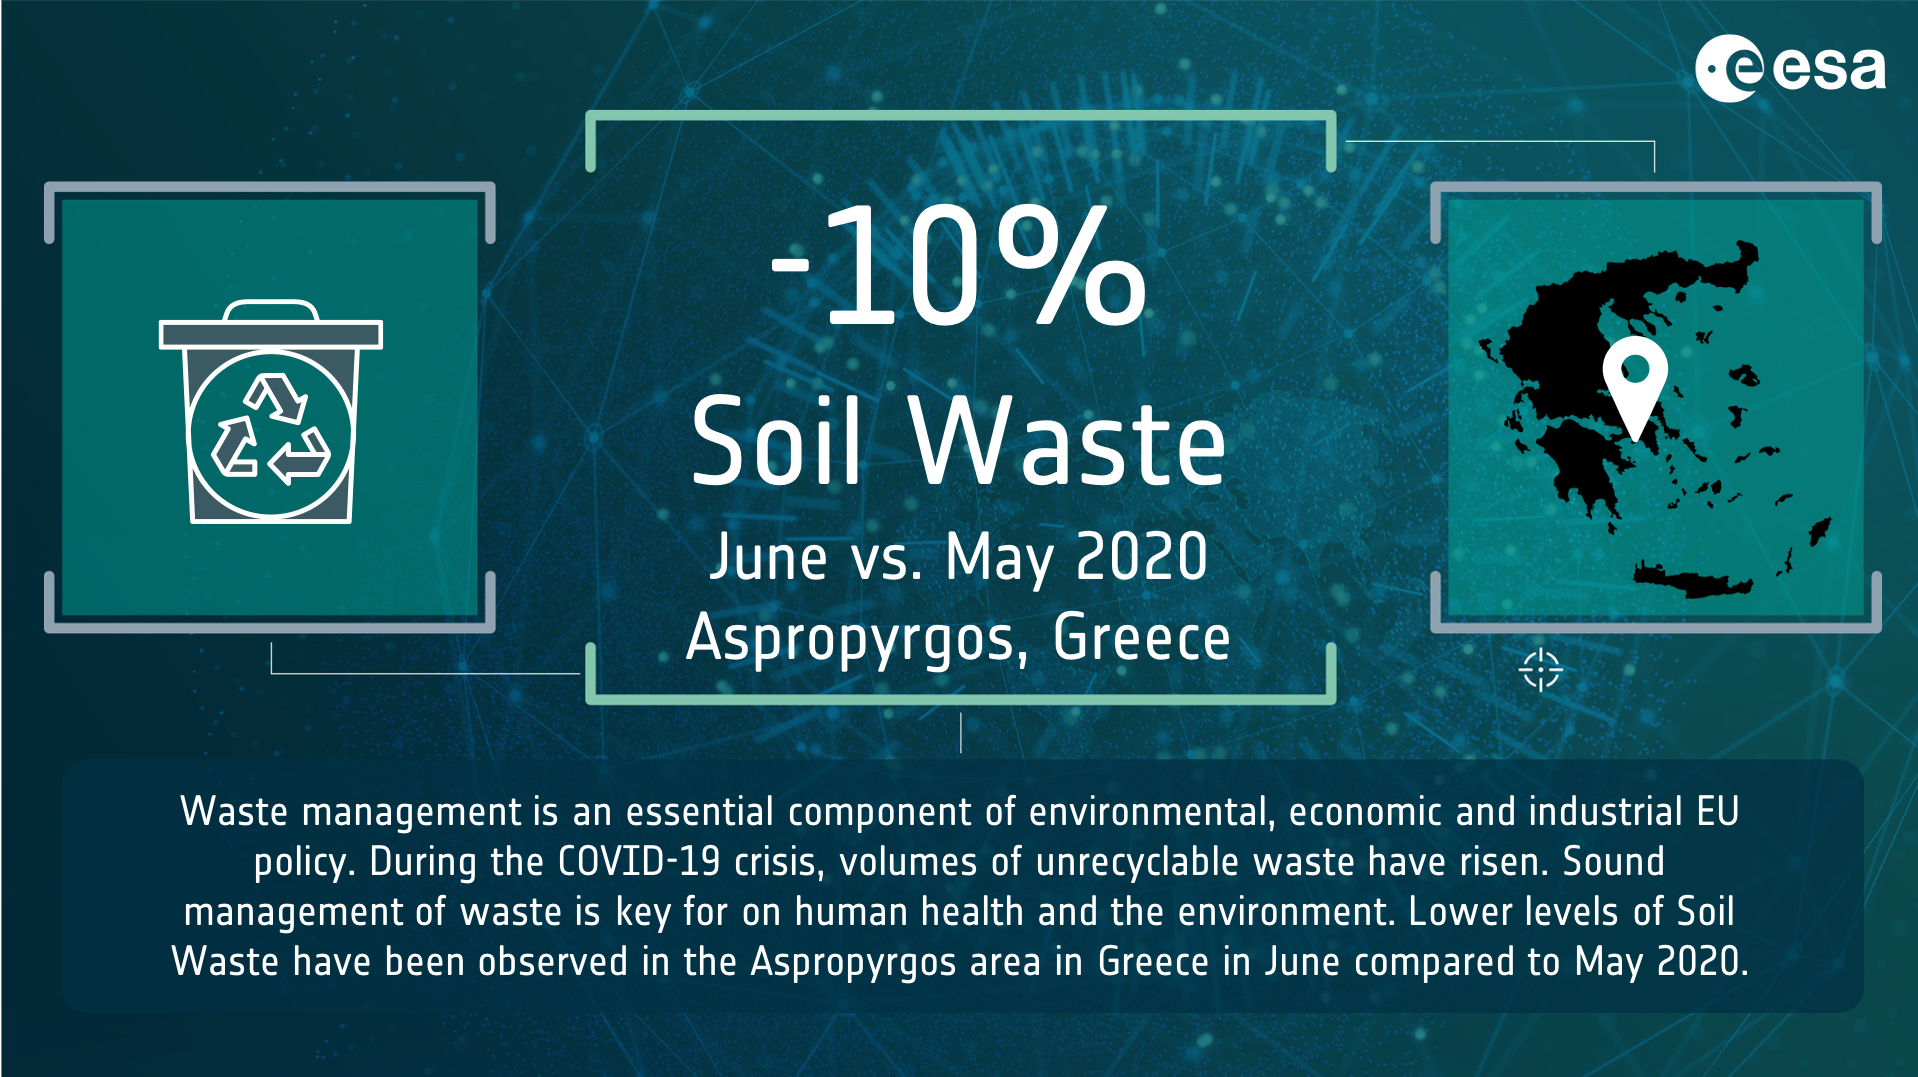 esa
-10%
Soil Waste
June vs. May 2020
Aspropyrgos, Greece
Waste management is an essential component of environmental, economic and industrial EU
policy. During the COVID-19 crisis, volumes of unrecyclable waste have risen. Sound
management of waste is key for on human health and the environment. Lower levels of Soil
Waste have been observed in the Aspropyrgos area in Greece in June compared to May 2020.